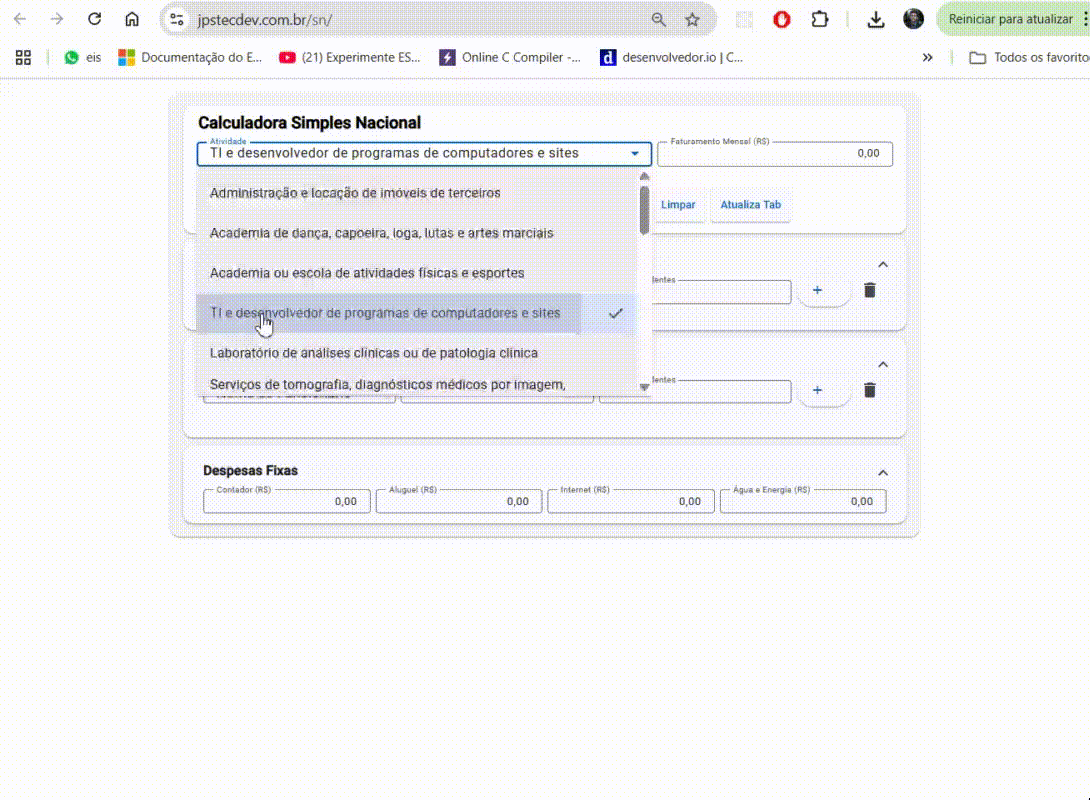 jpstecdev.com.br/sn/
Reiniciar para atualizar
eis
Documentação do E...
(21) Experimente ES...
Online C Compiler -...
d
desenvolvedor.io | C...
»
Todos os favorito
Calculadora Simples Nacional
Atividade
Faturamento Mensal (R$)
TI e desenvolvedor de programas de computadores e sites
0,00
Administração e locação de imóveis de terceiros
Limpar
Atualiza Tab
Academia de dança, capoeira, Ioga, lutas e artes marciais
Academia ou escola de atividades físicas e esportes
entes
+
TI e desenvolvedor de programas de computadores e sites
Laboratório de análises clínicas ou de patologia clínica
Serviços de tomografia, diagnósticos médicos por imagem,
entes
+
Despesas Fixas
Contador (R$)
Aluguel (R$)
Internet (R$)
Água e Energia (R$)
0,00
0,00
0,00
0,00